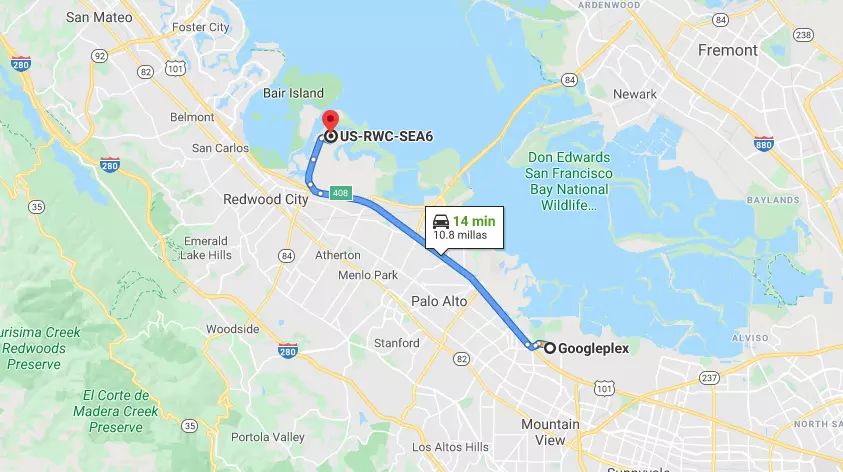 San Mateo
Foster City
ARDENWOOD
92
84
238
280
101
82
Fremont
Newark
Bair Island
Belmont
US-RWC-SEA6
San Carlos
880
280
Don Edwards
San Francisco
Bay National
Wildlife...
408
BAYLANDS
Redwood City
35
14 min
10.8 millas
Emerald
Lake Hills
84
Atherton
Menlo Park
Palo Alto
urisima Creek
Redwoods
Preserve
Woodside
Stanford
ALVISO
280
82
Googleplex
237
101
El Corte de
Madera Creek
Preserve
35
Mountain
View
Portola Valley
Los Altos Hills
NORTH SA
Sunnyvale